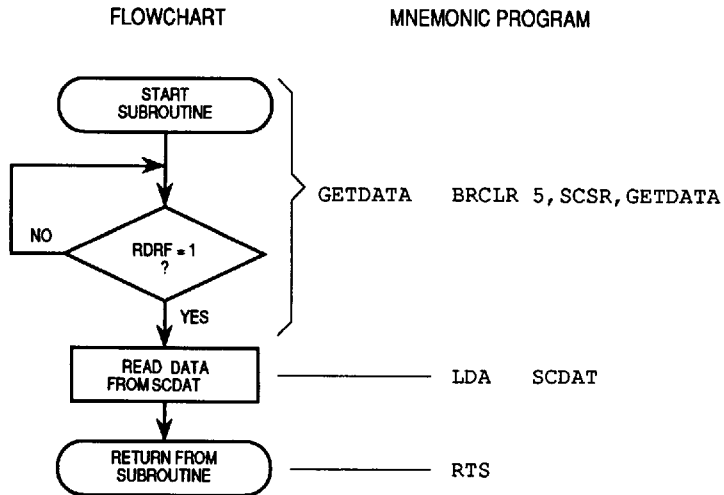 FLOWCHART
MNEMONIC PROGRAM
START
SUBROUTINE
GETDATA BRCLR 5,SCSR,GETDATA
NO
RDRF = 1
?
YES
READ DATA
FROM SCDAT
LDA SCDAT
RETURN FROM
SUBROUTINE
RTS